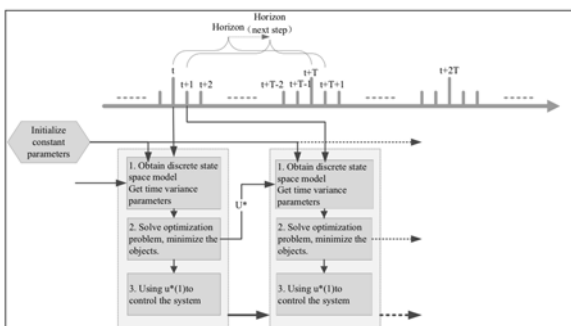 Horizon
Horizon (next step)
t
t+T
t+2T
t+1 t+2
t+T-2 t+T-1 t+T+1
Initialize
constant
parameters
1. Obtain discrete state
space model
Get time variance
parameters
2. Solve optimization
problem, minimize the
objects.
3. Using u*(1)to
control the system
U*
1. Obtain discrete state
space model
Get time variance
parameters
2. Solve optimization
problem, minimize the
objects.
3. Using u*(1)to
control the system